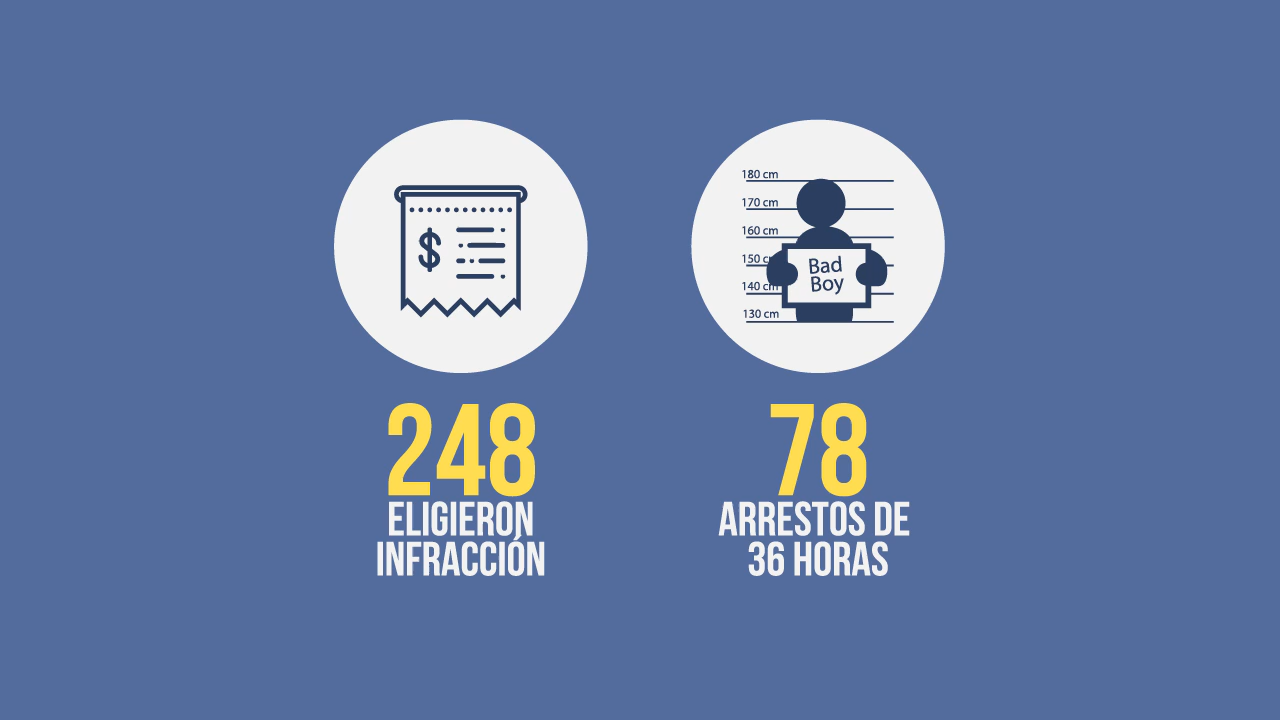 $
180 cm
170 cm
160 cm
150 c
140 cm
130 cm
Bad
Boy
248
ELIGIERON
INFRACCIÓN
78
ARRESTOS DE
36 HORAS